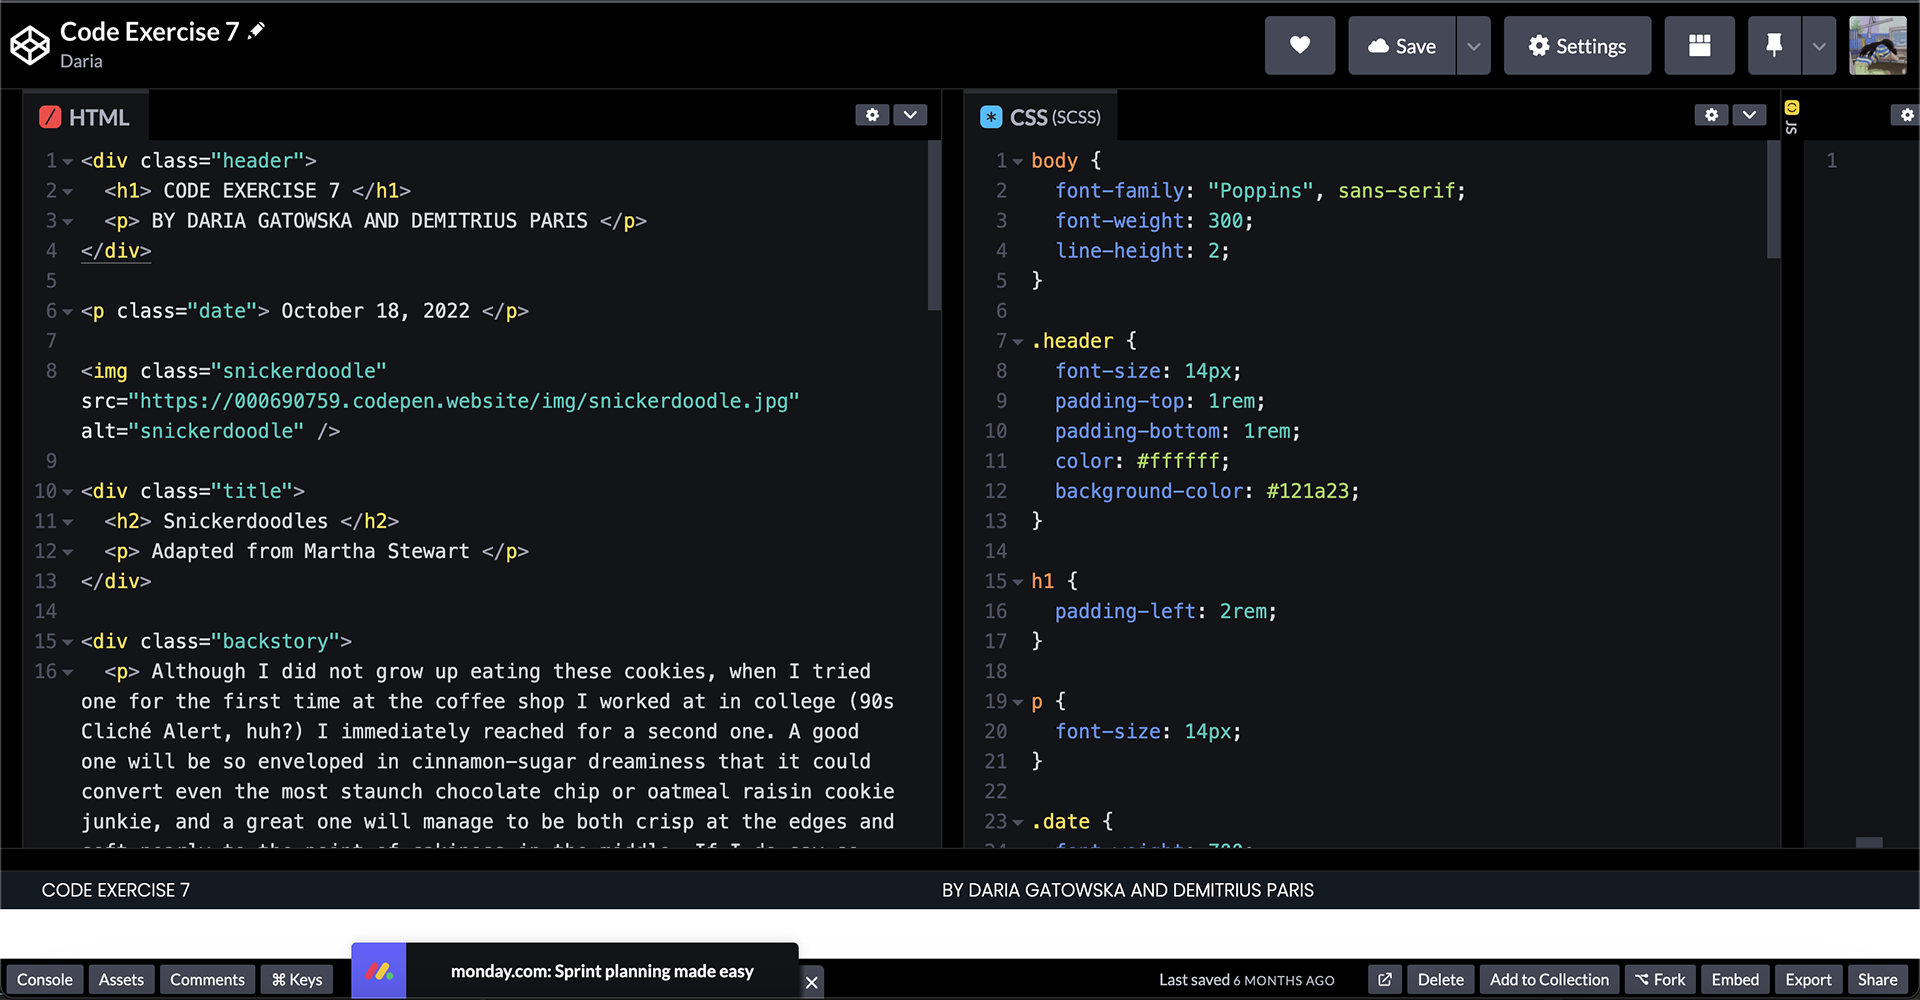 Code Exercise 7
Daria
Save
Settings
HTML
1 <div class="header">
2 <h1> CODE EXERCISE 7 </h1>
3 <p> BY DARIA GATOWSKA AND DEMITRIUS PARIS </p>
4 </div>
5
6 <p class="date"> October 18, 2022 </p>
7
8 <img class="snickerdoodle"
src="https://000690759.codepen.website/img/snickerdoodle.jpg"
alt="snickerdoodle" />
9
10 <div class="title">
11 <h2> Snickerdoodles </h2>
12 <p> Adapted from Martha Stewart </p>
13 </div>
14
15 <div class="backstory">
16 <p> Although I did not grow up eating these cookies, when I tried
one for the first time at the coffee shop I worked at in college (90s
Cliché Alert, huh?) I immediately reached for a second one. A good
one will be so enveloped in cinnamon-sugar dreaminess that it could
convert even the most staunch chocolate chip or oatmeal raisin cookie
junkie, and a great one will manage to be both crisp at the edges and
CSS (SCSS)
1 body {
2 font-family: "Poppins", sans-serif;
3 font-weight: 300;
4 line-height: 2;
5 }
6
7 .header {
8 font-size: 14px;
9 padding-top: 1rem;
10 padding-bottom: 1rem;
11 color: #ffffff;
12 background-color: #121a23;
13 }
14
15 h1 {
16 padding-left: 2rem;
17 }
18
19 p {
20 font-size: 14px;
21 }
22
23 .date {
24 font-weight: 700;
JS
1
CODE EXERCISE 7
BY DARIA GATOWSKA AND DEMITRIUS PARIS
Console
Assets
Comments
⌘ Keys
monday.com: Sprint planning made easy
Last saved 6 MONTHS AGO
Delete
Add to Collection
Fork
Embed
Export
Share